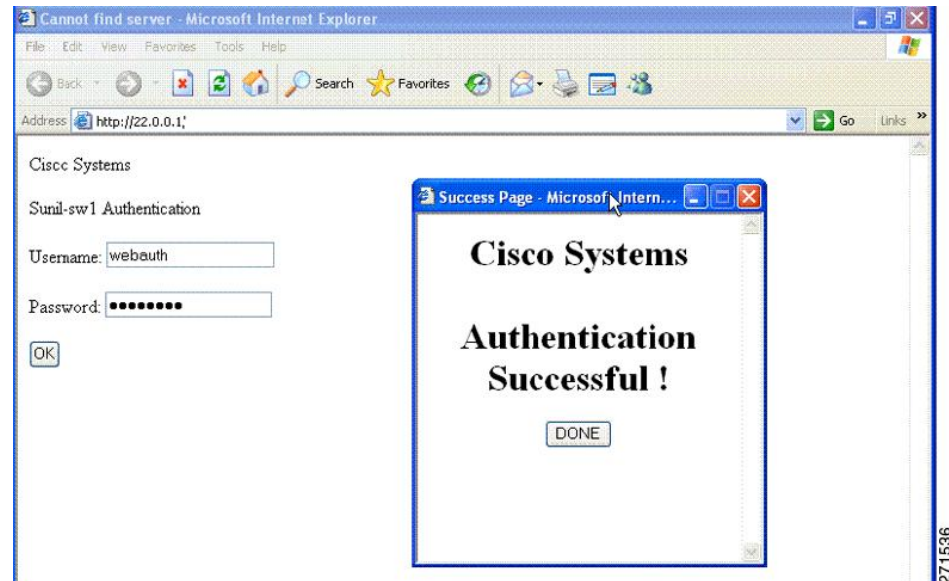 Cannot find server - Microsoft Internet Explorer
File Edit View Favorites Tools Help
Back Search Favorites
Address http://22.0.0.1,' Go Links »
Ciscc Systems
Sunil-sw1 Authentication
Username: webauth
Password: ●●●●●●●●
OK
Success Page - Microsoft Intern...
Cisco Systems
Authentication
Successful !
DONE
271536